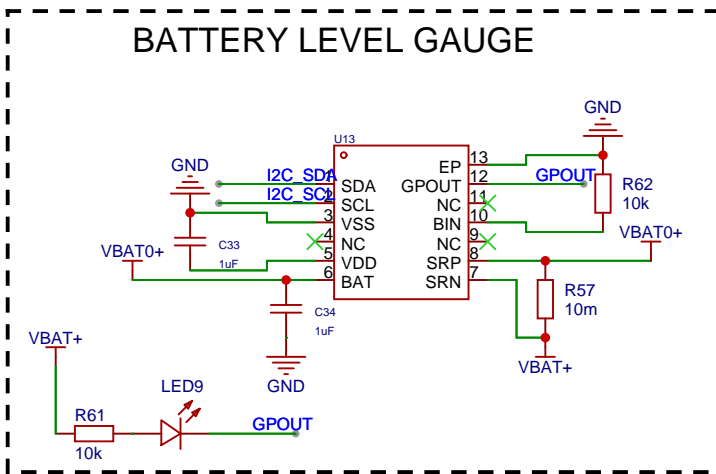 BATTERY LEVEL GAUGE
U13
GND
GND
I2C_SDA
1
SDA
EP
13
I2C_SCL
2
SCL
GPOUT
12
GPOUT
R62
10k
3
VSS
NC
11
4
NC
BIN
10
C33
1uF
5
VDD
NC
9
VBAT0+
6
BAT
SRP
8
VBAT0+
SRN
7
R57
10m
C34
1uF
VBAT+
GND
VBAT+
LED9
R61
10k
GPOUT